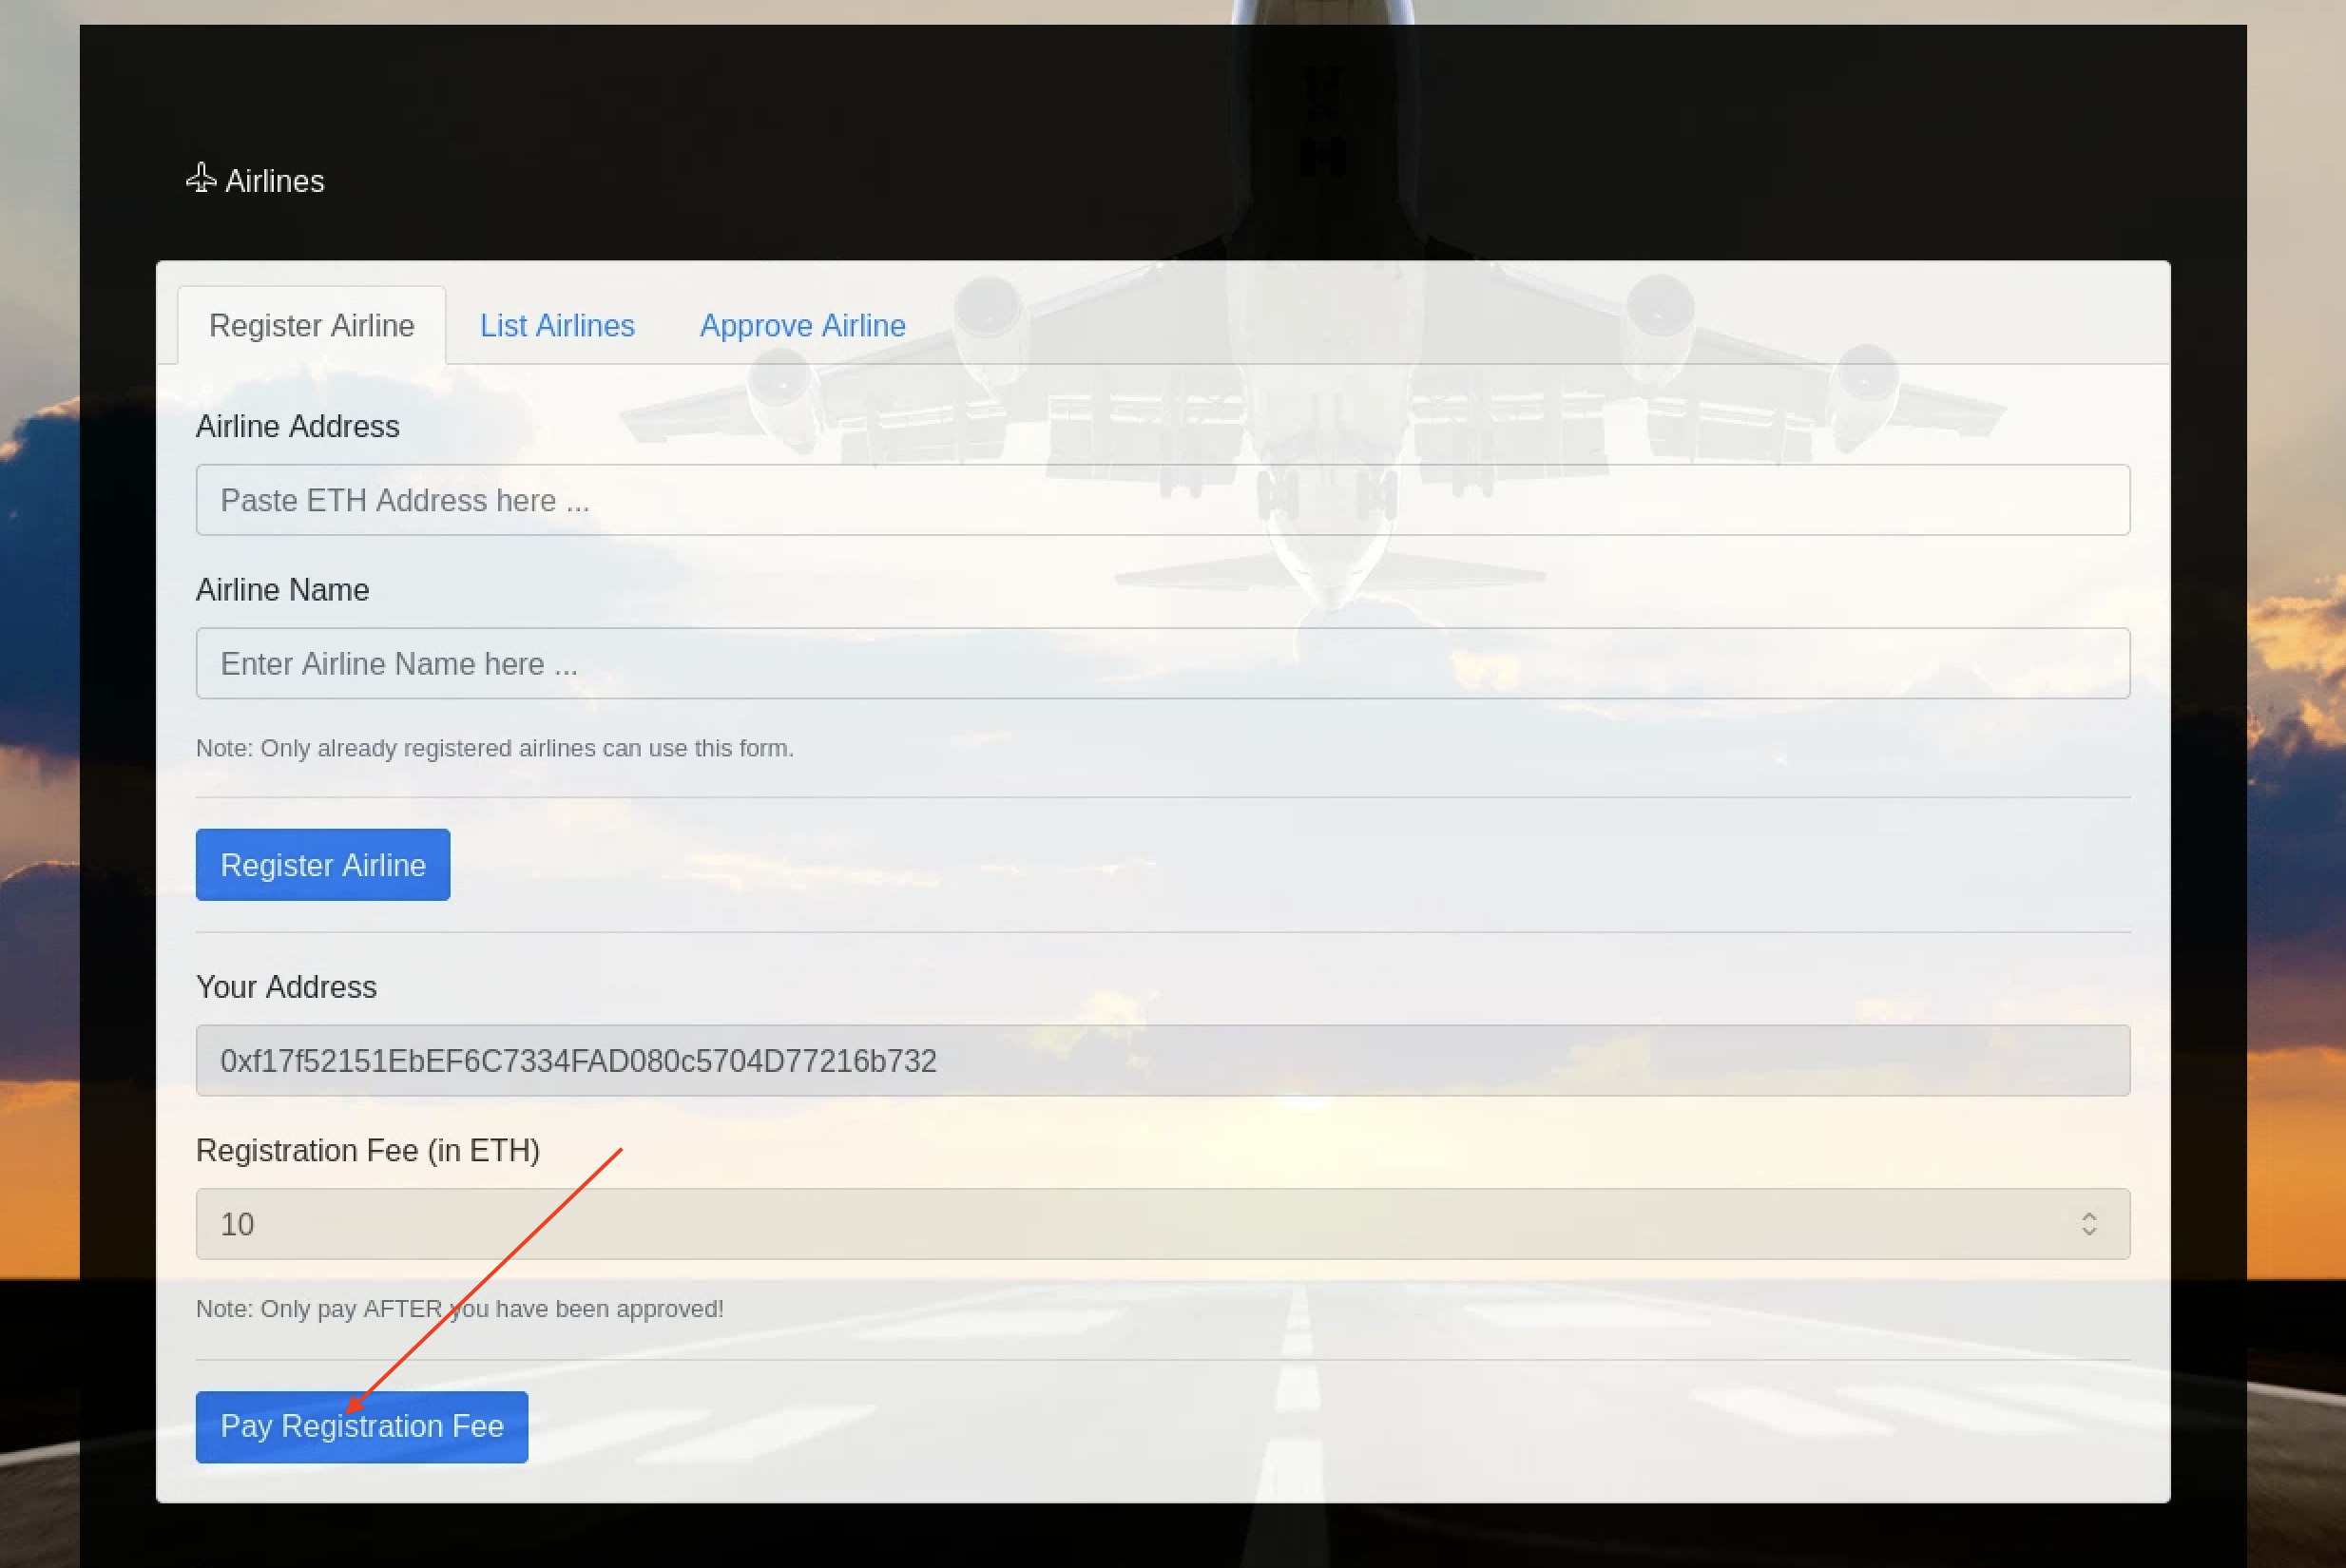 Airlines
Register Airline List Airlines Approve Airline
Airline Address
Paste ETH Address here ...
Airline Name
Enter Airline Name here ...
Note: Only already registered airlines can use this form.
Register Airline
Your Address
0xf17f52151EbEF6C7334FAD080c5704D77216b732
Registration Fee (in ETH)
10
Note: Only pay AFTER you have been approved!
Pay Registration Fee